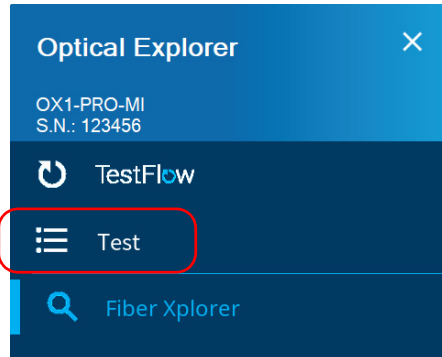 Optical Explorer
OX1-PRO-MI
S.N.: 123456
TestFlow
Test
Fiber Xplorer